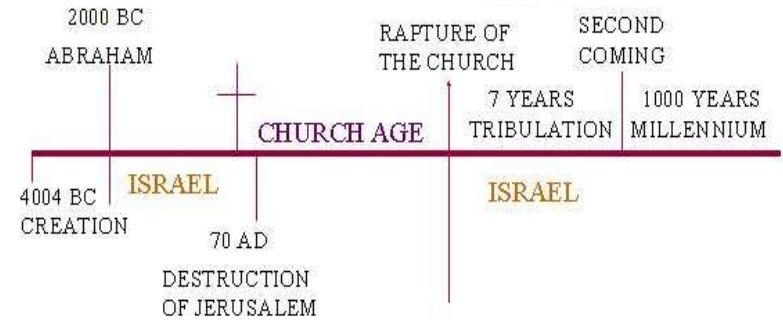 2000 BC
ABRAHAM
RAPTURE OF
THE CHURCH
SECOND
COMING
7 YEARS
TRIBULATION
1000 YEARS
MILLENNIUM
CHURCH AGE
4004 BC
CREATION
ISRAEL
ISRAEL
70 AD
DESTRUCTION
OF JERUSALEM